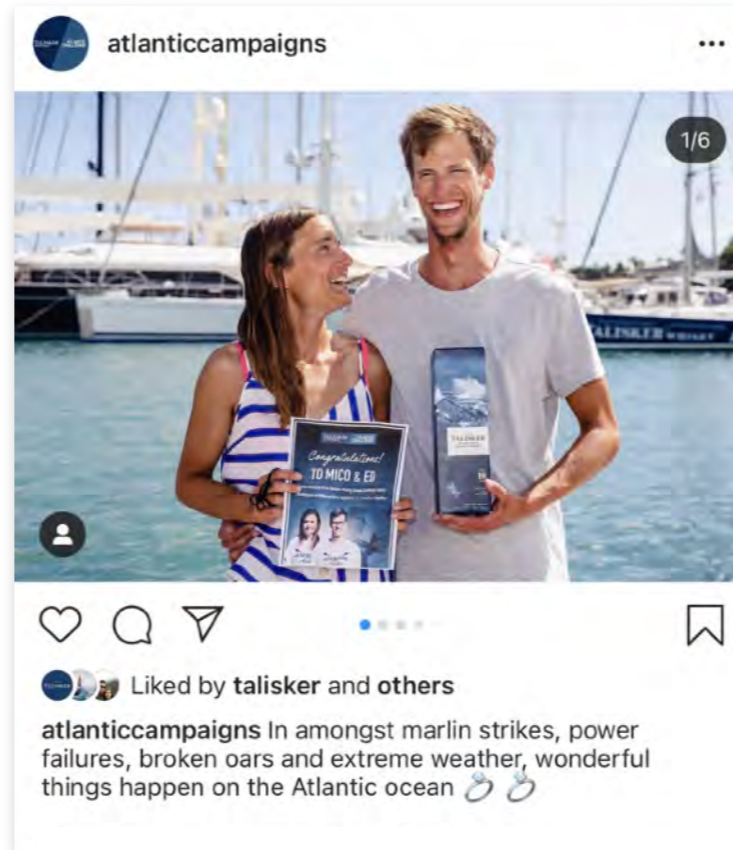 atlanticcampaigns
1/6
TALISKER WHISKEY
TALISKER
Congratulations!
TO MICO & ED
Liked by talisker and others
atlanticcampaigns In amongst marlin strikes, power
failures, broken oars and extreme weather, wonderful
things happen on the Atlantic ocean 💍 💍